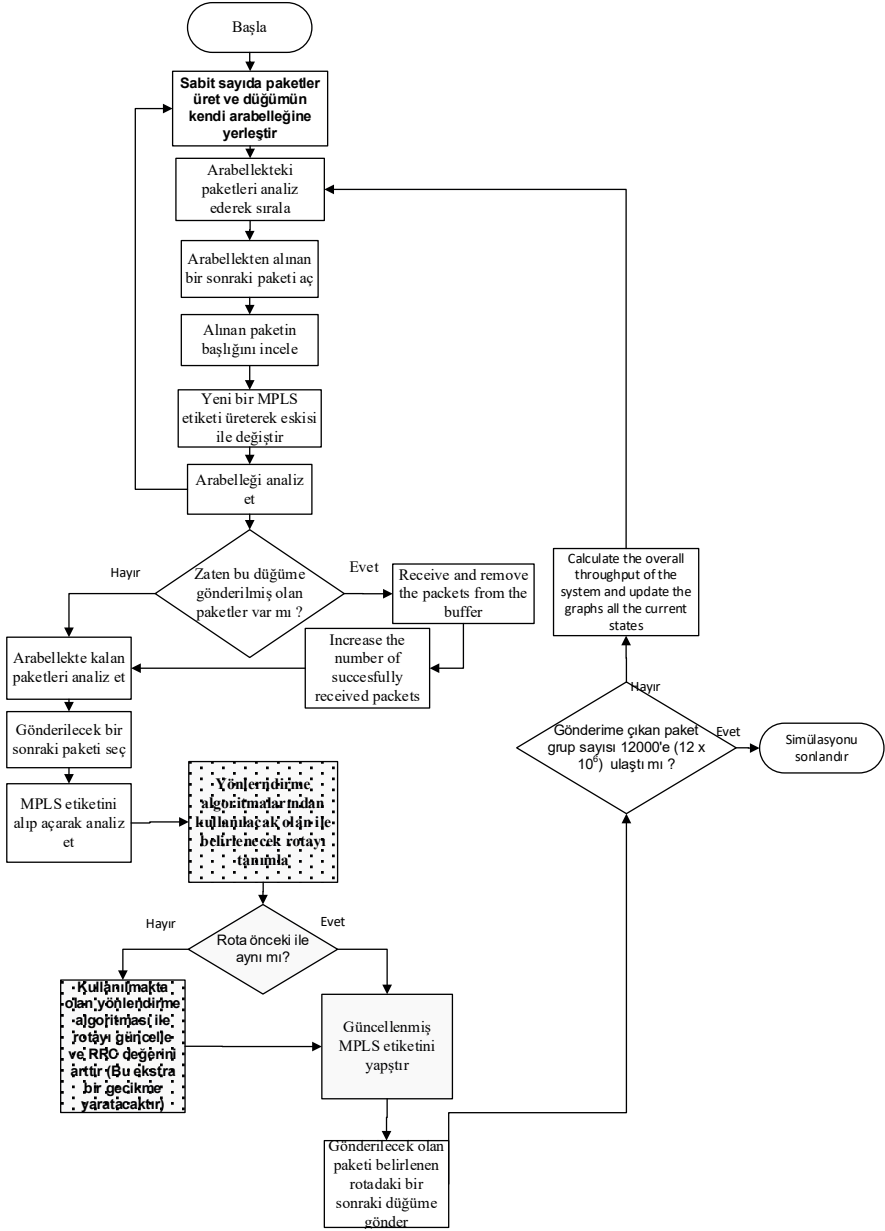 Başla
Sabit sayıda paketler
üret ve düğümün
kendi arabelleğine
yerleştir
Arabellekteki
paketleri analiz
ederek sırala
Arabellekten alınan
bir sonraki paketi aç
Alınan paketin
başlığını incele
Yeni bir MPLS
etiketi üreterek eskisi
ile değiştir
Arabelleği analiz
et
Zaten bu düğüme
gönderilmiş olan
paketler var mı ?
Hayır
Evet
Receive and remove
the packets from the
buffer
Increase the
number of
succesfully
received packets
Arabellekte kalan
paketleri analiz et
Gönderilecek bir
sonraki paketi seç
MPLS etiketini
alıp açarak analiz
et
Yönlerndirme
algoritmalarından
kullanılacak olan ile
belirlenecek rotayı
tanımla
Rota önceki ile
aynı mı?
Hayır
Evet
Kullanılmakta
olan yönlendirme
algoritması ile
rotayı güncelle
ve RRC değerini
arttır (Bu ekstra
bir gecikme
yaratacaktır)
Güncellenmiş
MPLS etiketini
yapştır
Gönderilecek olan
paketi belirlenen
rotadaki bir
sonraki düğüme
gönder
Gönderime çıkan paket
grup sayısı 12000'e (12 x
10⁶) ulaştı mı ?
Hayır
Evet
Calculate the overall
throughput of the
system and update the
graphs all the current
states
Simülasyonu
sonlandır